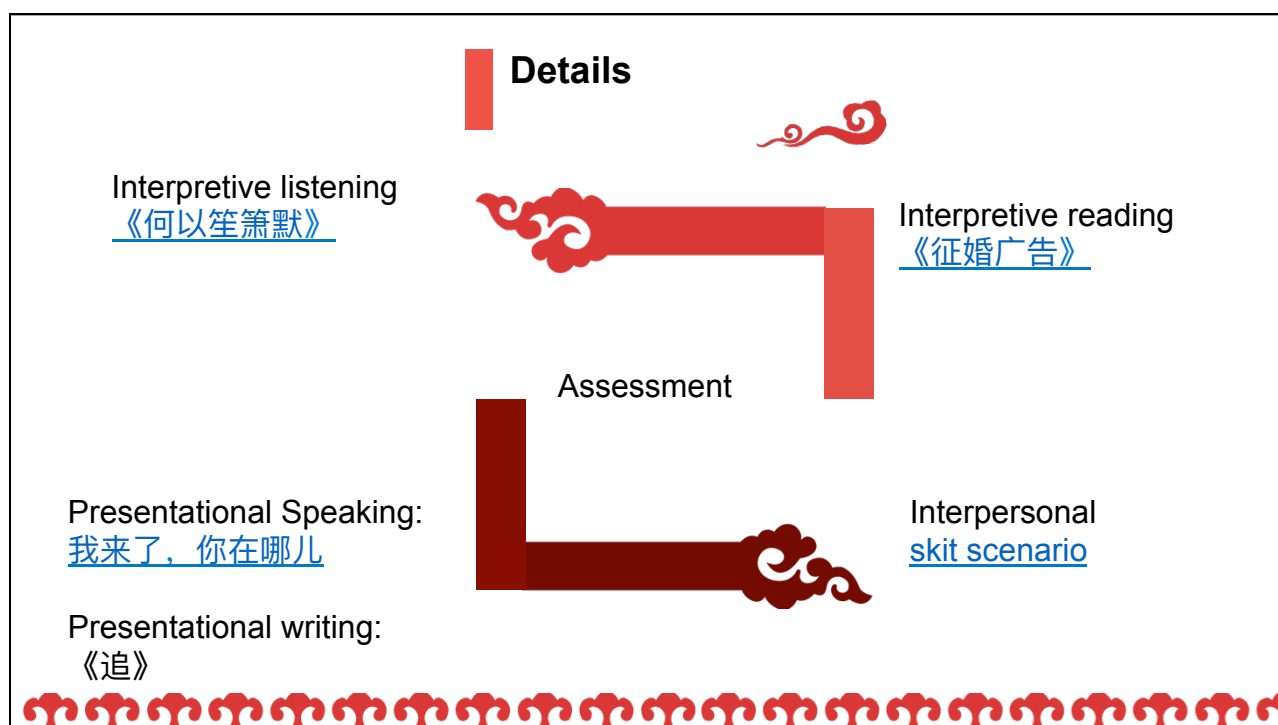 Details
Interpretive listening
《何以笙箫默》
Interpretive reading
《征婚广告》
Assessment
Presentational Speaking:
我来了，你在哪儿
Interpersonal
skit scenario
Presentational writing:
《追》